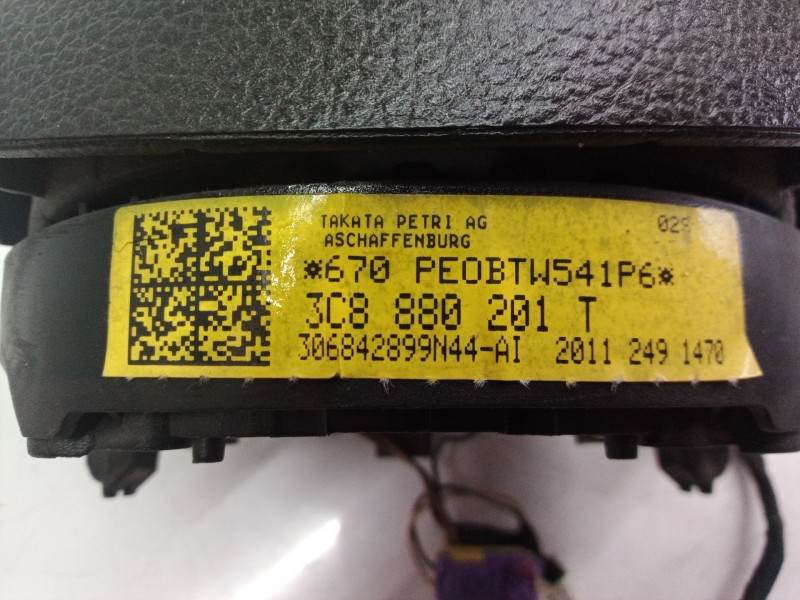 TAKATA PETRI AG 029
ASCHAFFENBURG
*670 PEOBTW541P6*
3C8 880 201 T
306842899N44-AI 2011 249 1470